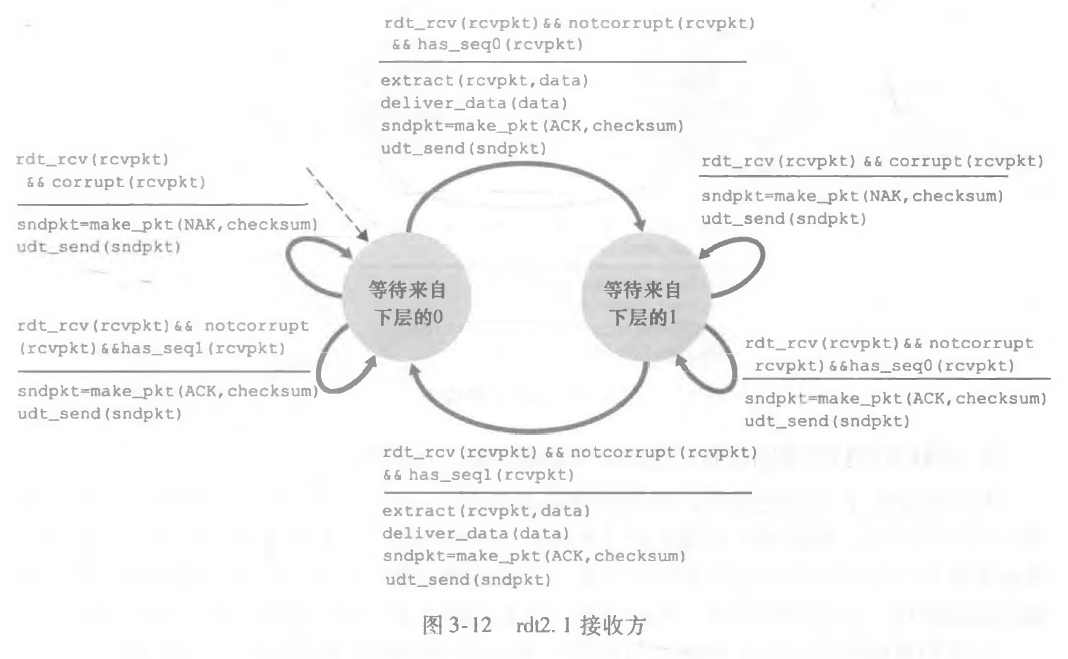 rdt_rcv(rcvpkt)&& notcorrupt(rcvpkt)
&& has_seq0(rcvpkt)
extract(rcvpkt,data)
deliver_data(data)
sndpkt=make_pkt(ACK,checksum)
udt_send(sndpkt)
rdt_rcv(rcvpkt)
&& corrupt(rcvpkt)
sndpkt=make_pkt(NAK,checksum)
udt_send(sndpkt)
rdt_rcv(rcvpkt) && corrupt(rcvpkt)
sndpkt=make_pkt(NAK,checksum)
udt_send(sndpkt)
等待来自
下层的0
等待来自
下层的1
rdt_rcv(rcvpkt)&& notcorrupt
(rcvpkt)&&has_seq1(rcvpkt)
sndpkt=make_pkt(ACK,checksum)
udt_send(sndpkt)
rdt_rcv(rcvpkt)&& notcorrupt
rcvpkt)&&has_seq0(rcvpkt)
sndpkt=make_pkt(ACK,checksum)
udt_send(sndpkt)
rdt_rcv(rcvpkt) && notcorrupt(rcvpkt)
&& has_seq1(rcvpkt)
extract(rcvpkt,data)
deliver_data(data)
sndpkt=make_pkt(ACK,checksum)
udt_send(sndpkt)
图 3-12 rdt2. 1 接收方